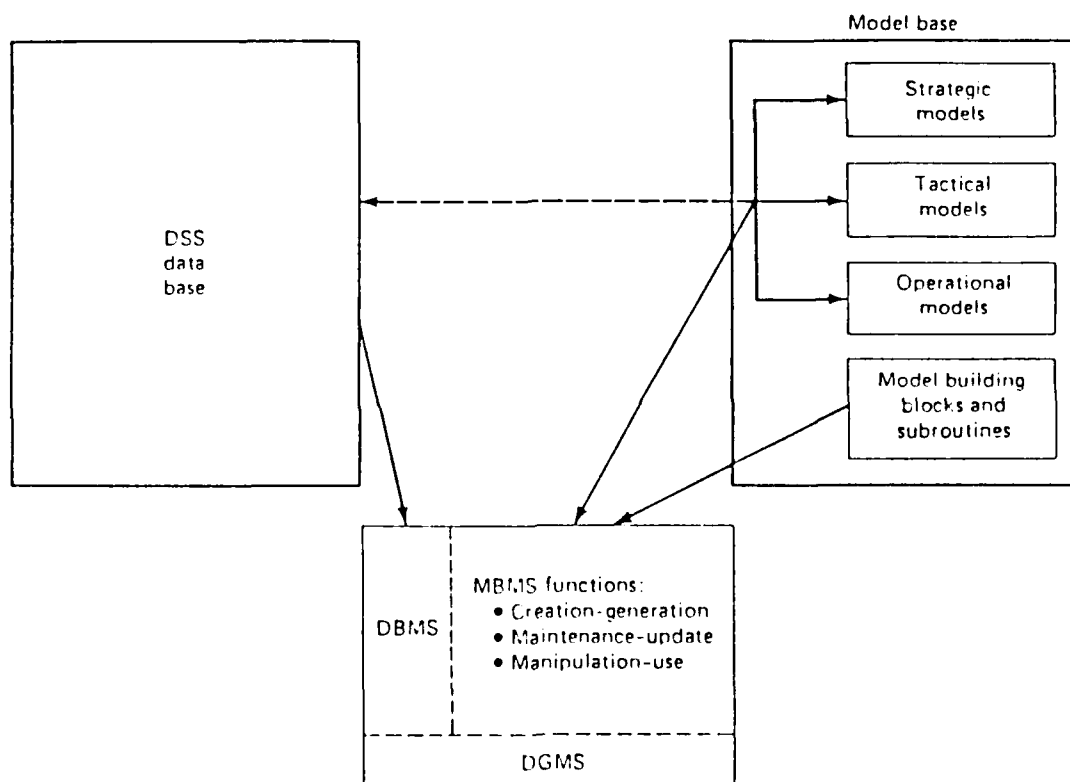 Model base
Strategic
models
Tactical
models
DSS
data
base
Operational
models
Model building
blocks and
subroutines
MBMS functions:
• Creation-generation
• Maintenance-update
• Manipulation-use
DBMS
DGMS